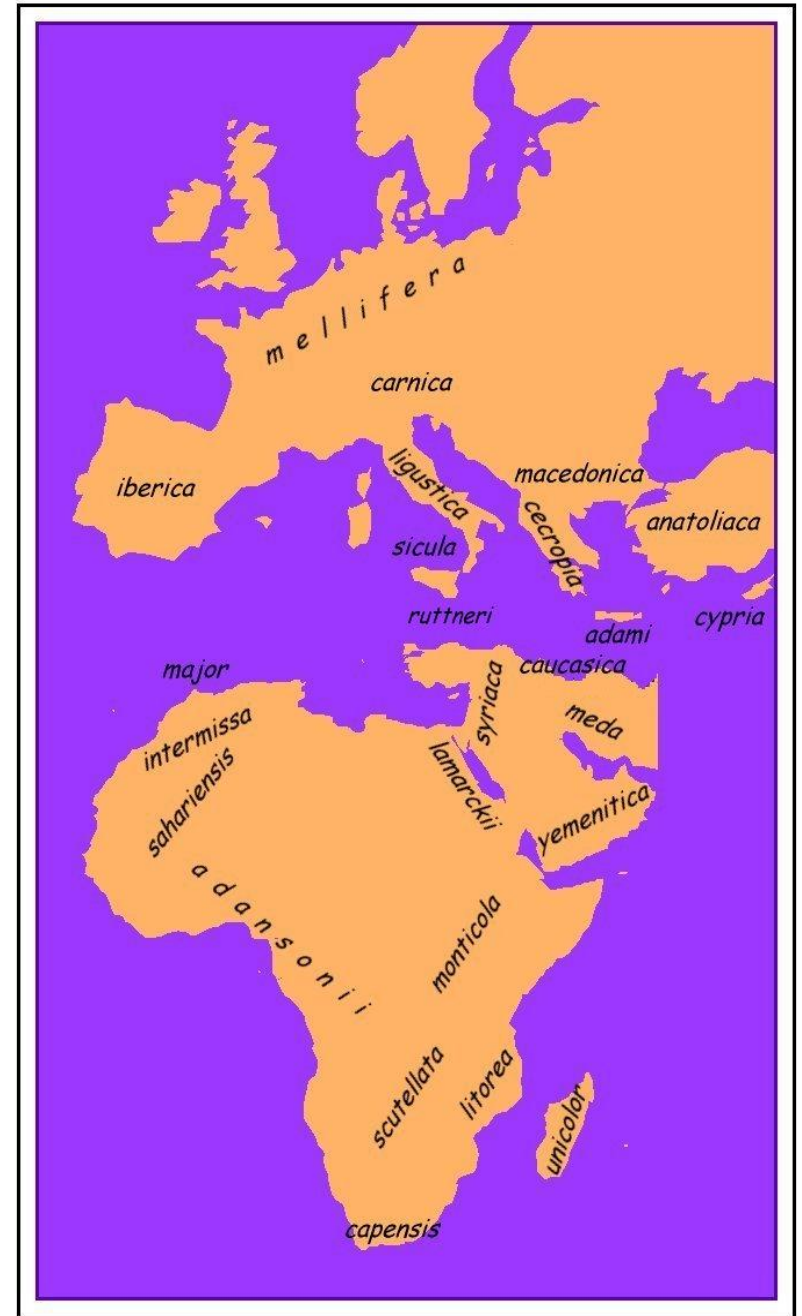 mellifera
carnica
ligustica
macedonica
iberica
cecropia
anatoliaca
sicula
ruttneri
adami
cypria
major
caucasica
syriaca
intermissa
meda
sahariensis
lamarckii
yemenitica
adansonii
monticola
scutellata
litorea
unicolor
capensis